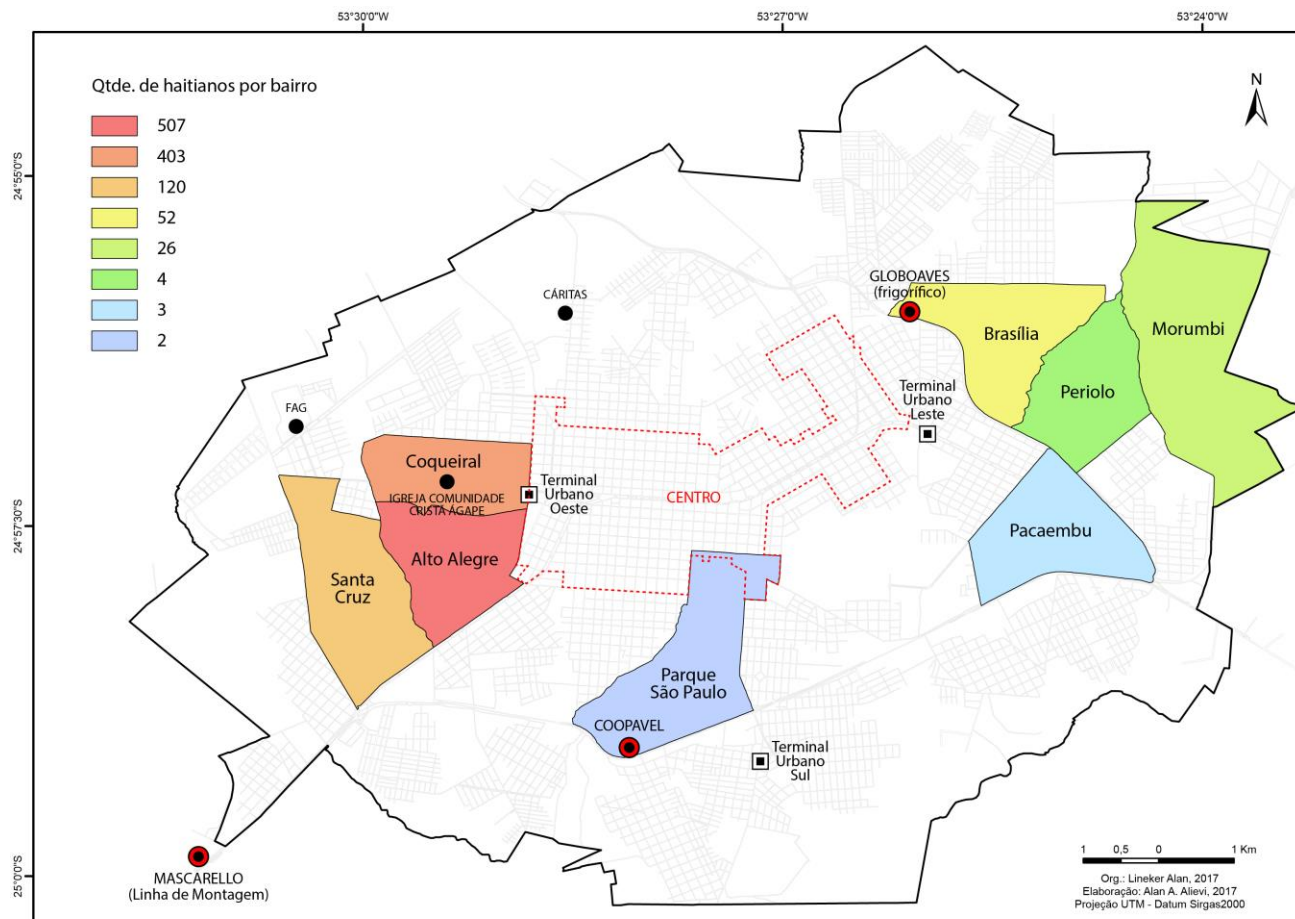 53°30'0"W
53°27'0"W
53°24'0"W
24°55'0"S
24°57'30"S
25°0'0"S
Qtde. de haitianos por bairro
507
403
120
52
26
4
3
2
N
GLOBOAVES
(frigorífico)
CÁRITAS
Brasília
Morumbi
Periolo
Terminal
Urbano
Leste
FAG
Coqueiral
IGREJA COMUNIDADE
CRISTÃ ÁGAPE
Terminal
Urbano
Oeste
CENTRO
Alto Alegre
Pacaembu
Santa
Cruz
Parque
São Paulo
COOPAVEL
Terminal
Urbano
Sul
MASCARELLO
(Linha de Montagem)
1 0,5 0 1 Km
Org.: Lineker Alan, 2017
Elaboração: Alan A. Alievi, 2017
Projeção UTM - Datum Sirgas2000